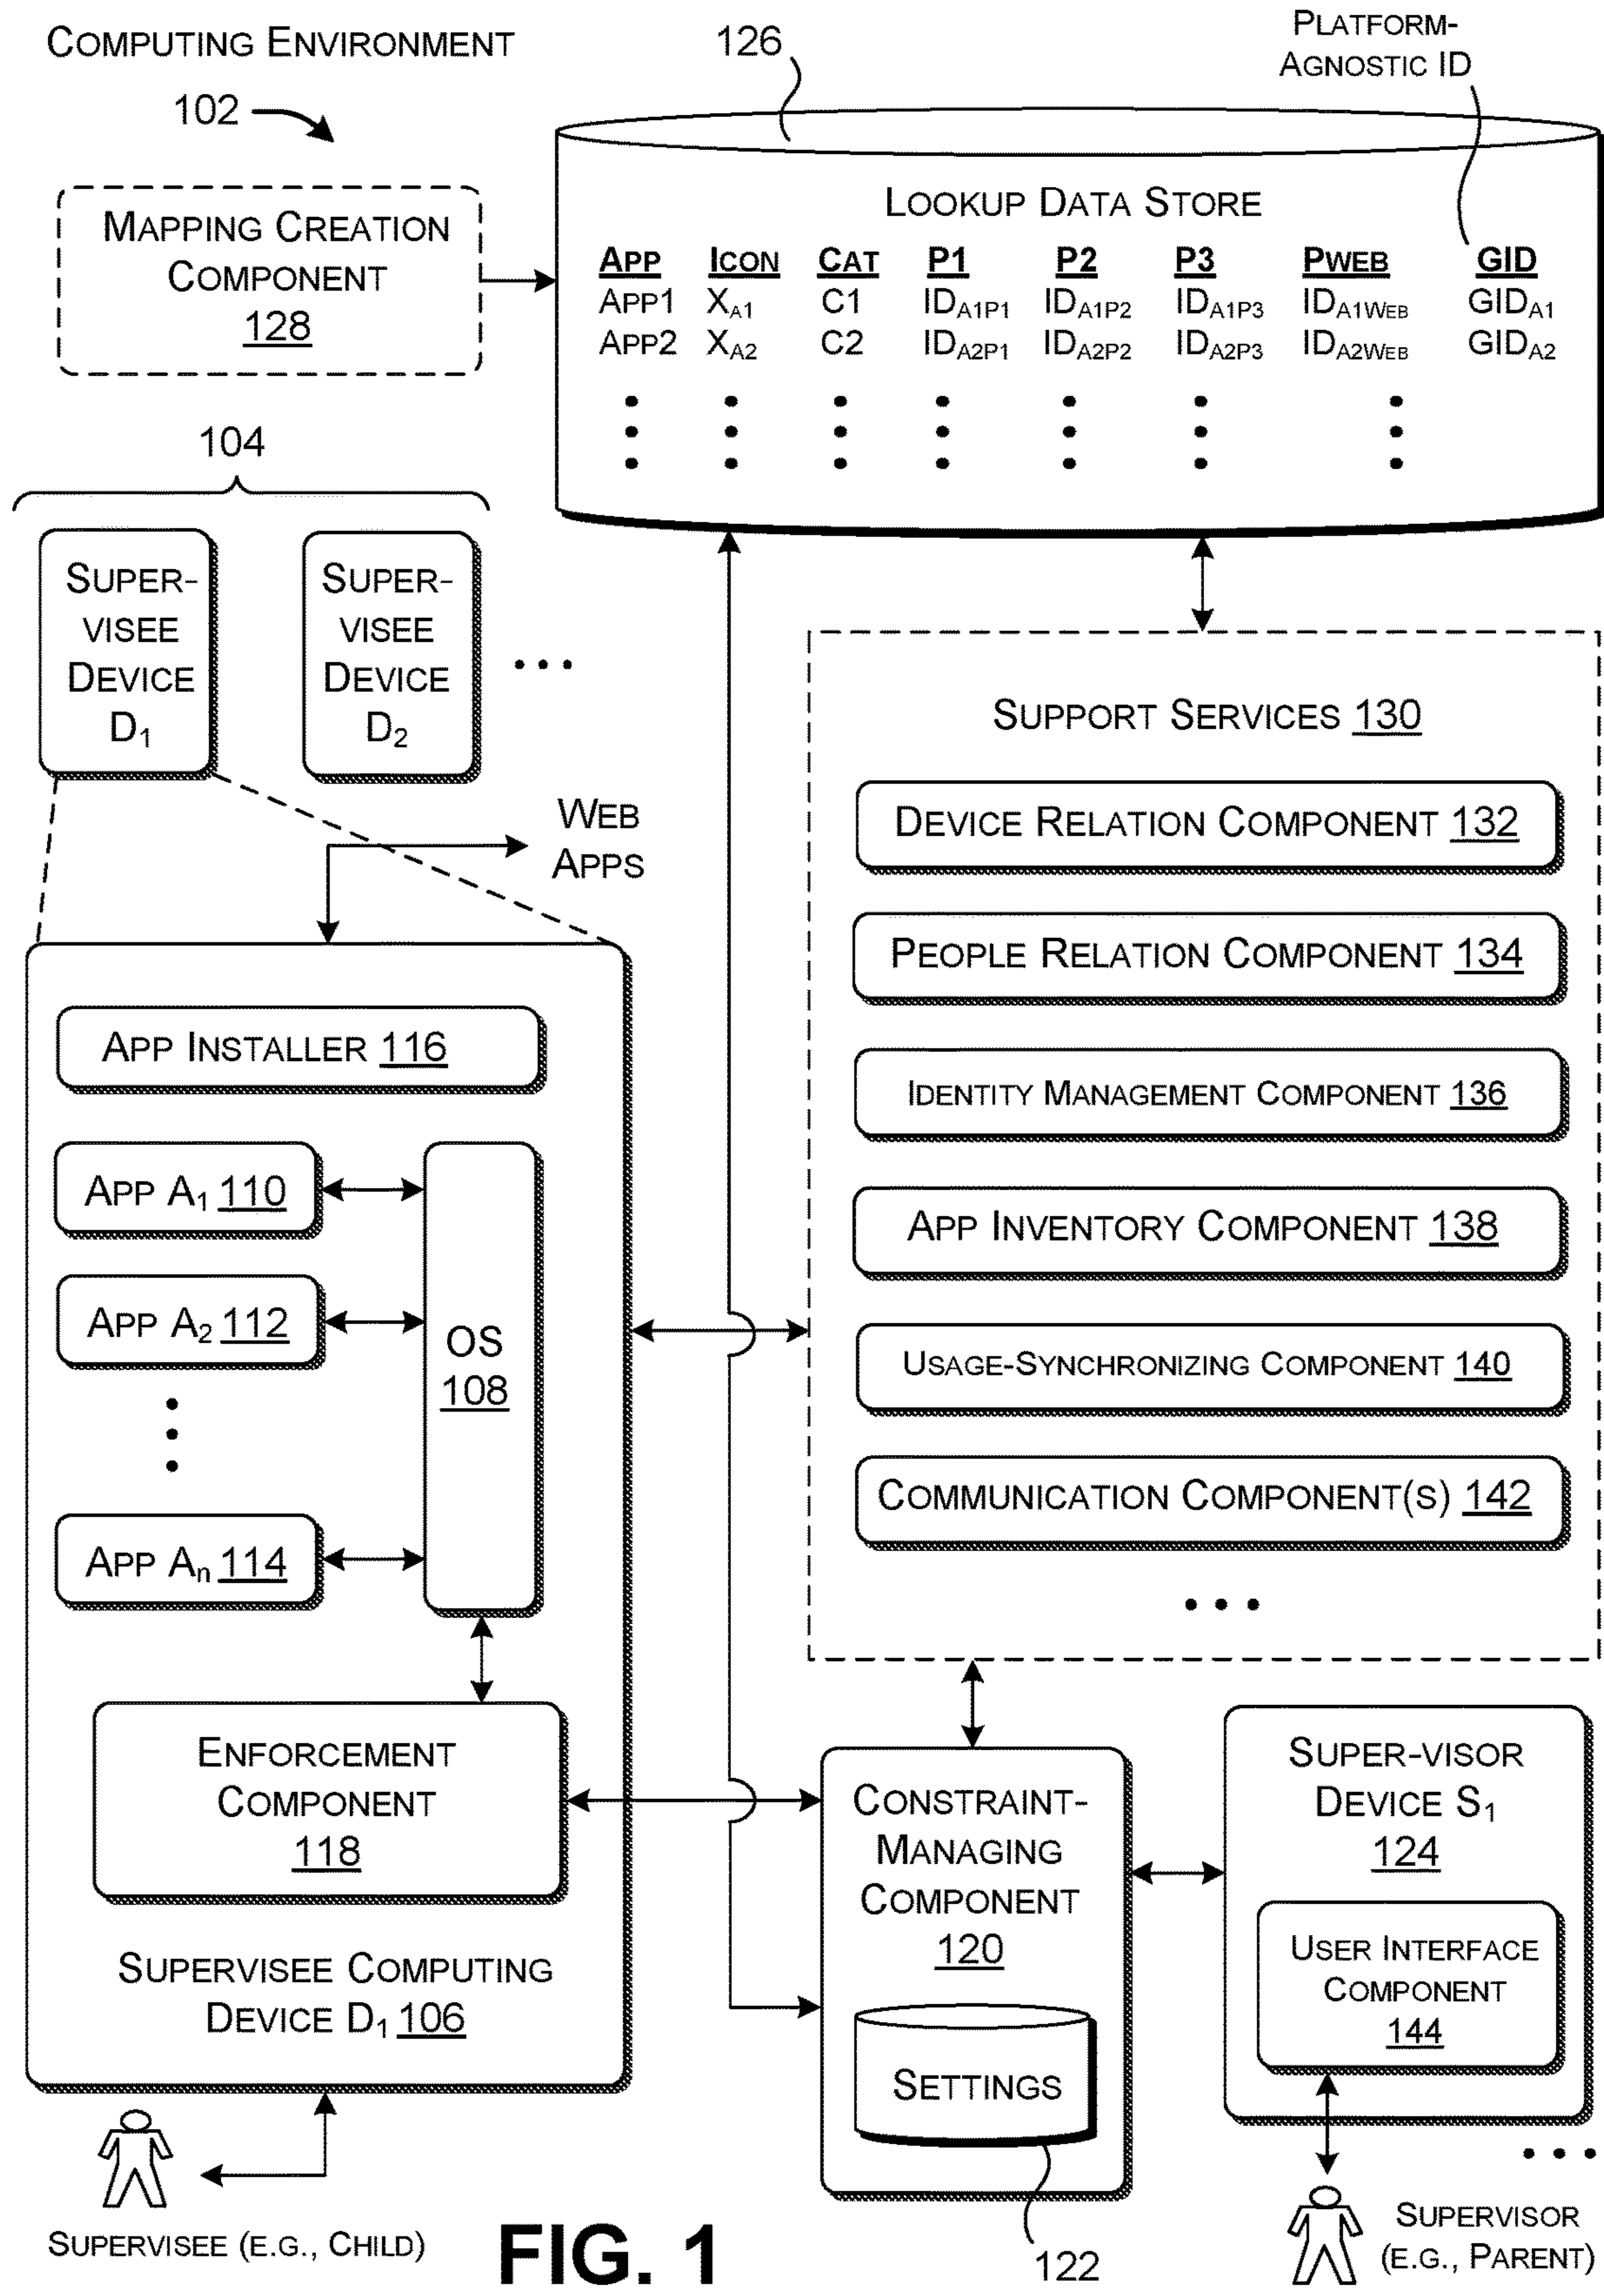 COMPUTING ENVIRONMENT
102
126
PLATFORM-
AGNOSTIC ID
MAPPING CREATION
COMPONENT
128
LOOKUP DATA STORE
APP ICON CAT P1 P2 P3 PWEB GID
APP1 XA1 C1 IDA1P1 IDA1P2 IDA1P3 IDA1WEB GIDA1
APP2 XA2 C2 IDA2P1 IDA2P2 IDA2P3 IDA2WEB GIDA2
104
SUPER-
VISEE
DEVICE
D1
SUPER-
VISEE
DEVICE
D2
WEB
APPS
SUPPORT SERVICES 130
DEVICE RELATION COMPONENT 132
PEOPLE RELATION COMPONENT 134
IDENTITY MANAGEMENT COMPONENT 136
APP INVENTORY COMPONENT 138
USAGE-SYNCHRONIZING COMPONENT 140
COMMUNICATION COMPONENT(S) 142
APP INSTALLER 116
APP A1 110
APP A2 112
APP An 114
OS
108
ENFORCEMENT
COMPONENT
118
SUPERVISEE COMPUTING
DEVICE D1 106
CONSTRAINT-
MANAGING
COMPONENT
120
SETTINGS
122
SUPER-VISOR
DEVICE S1
124
USER INTERFACE
COMPONENT
144
SUPERVISEE (E.G., CHILD)
SUPERVISOR
(E.G., PARENT)
FIG. 1